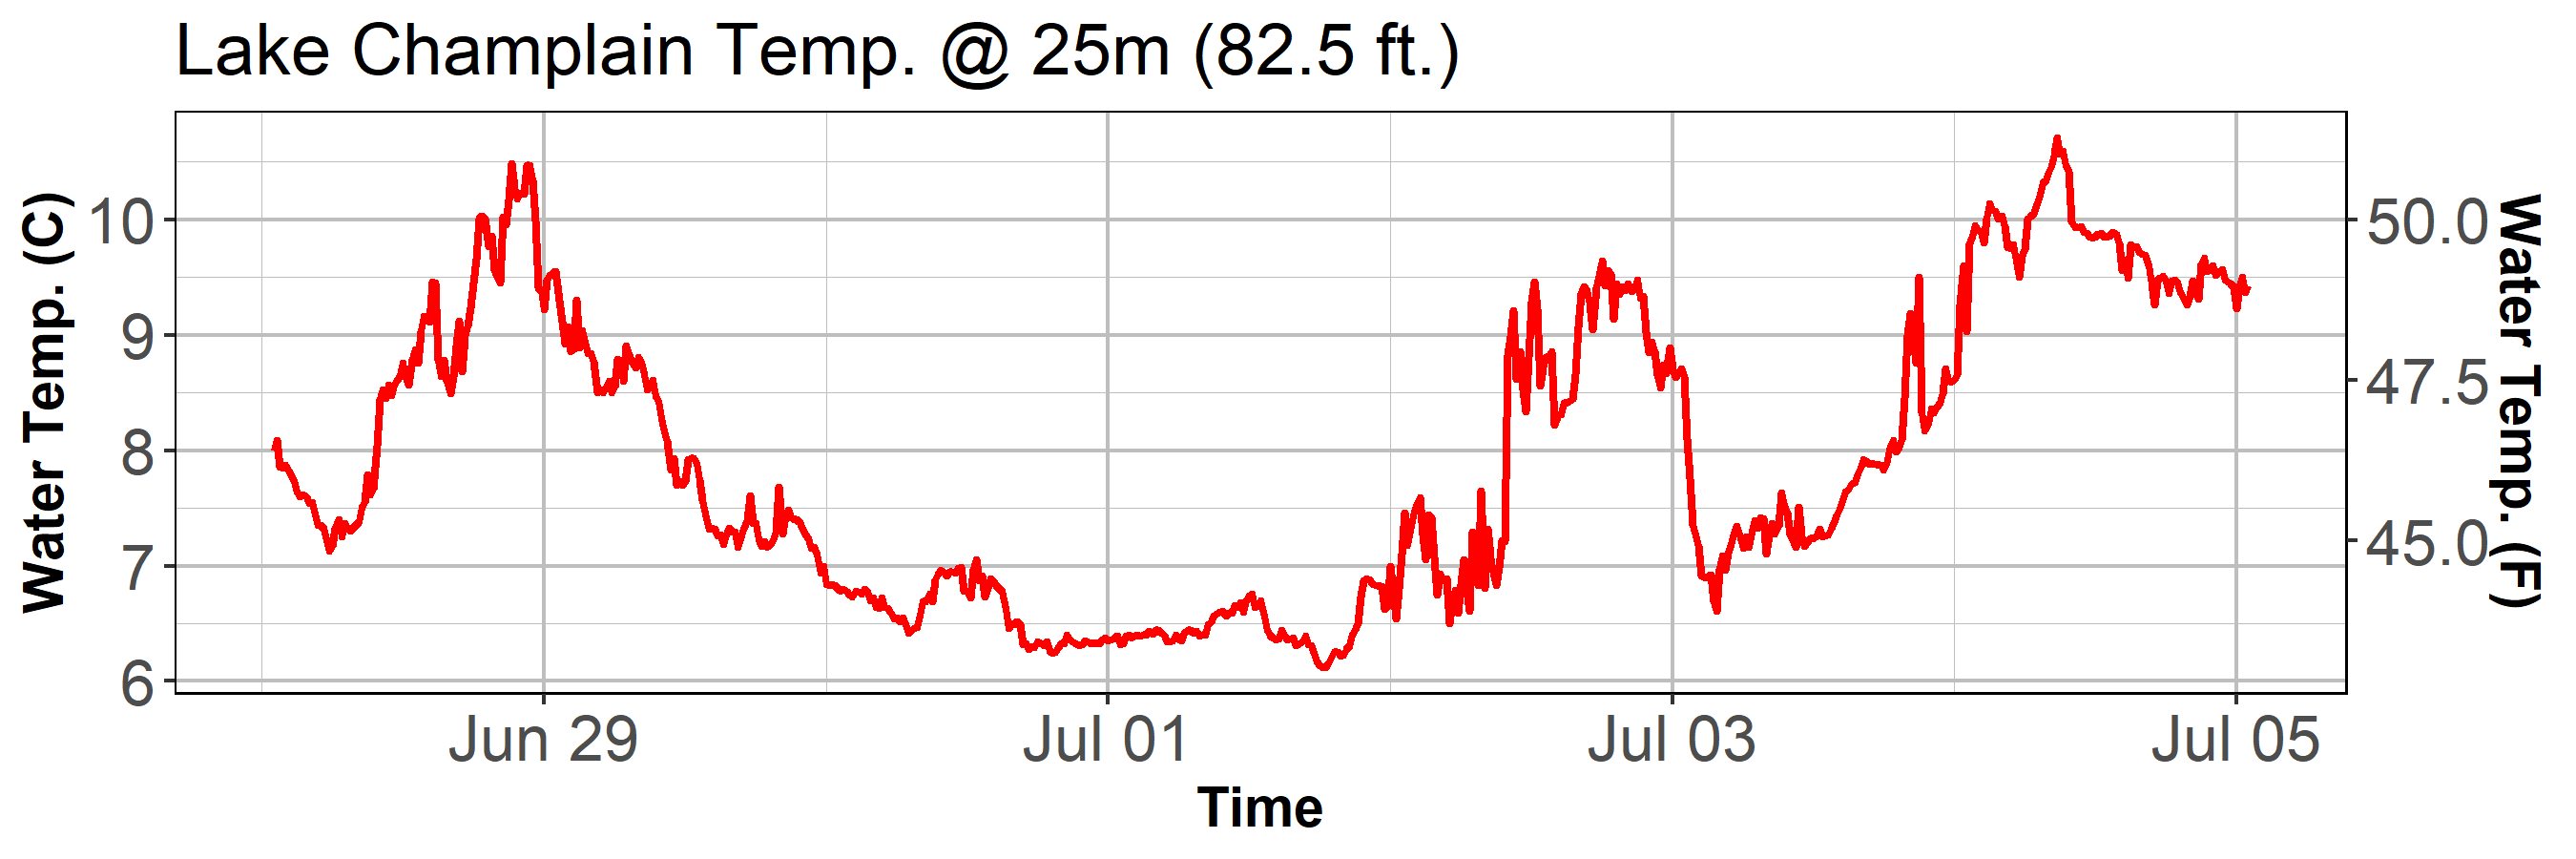 Lake Champlain Temp. @ 25m (82.5 ft.)
Water Temp. (C)
10
9
8
7
6
50.0
47.5
45.0
Water Temp. (F)
Jun 29
Jul 01
Jul 03
Jul 05
Time